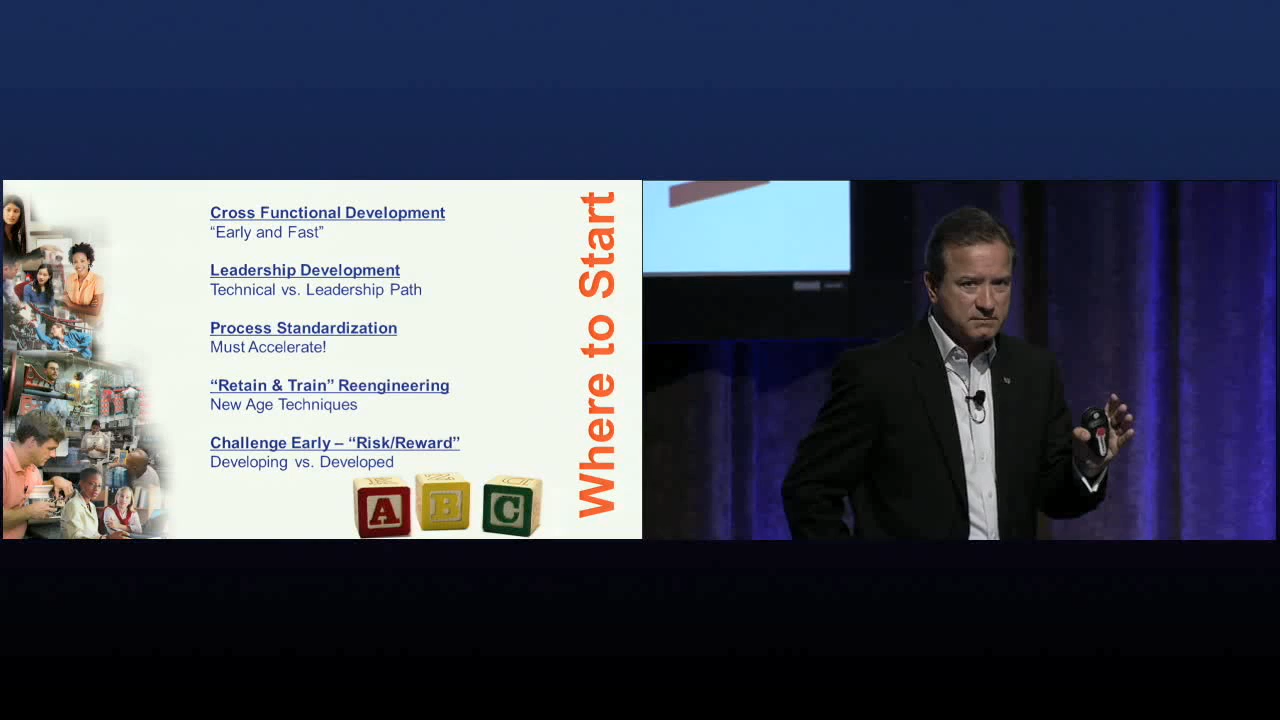 Cross Functional Development
“Early and Fast”
Leadership Development
Technical vs. Leadership Path
Process Standardization
Must Accelerate!
“Retain & Train” Reengineering
New Age Techniques
Challenge Early – “Risk/Reward”
Developing vs. Developed
Where to Start
A B C